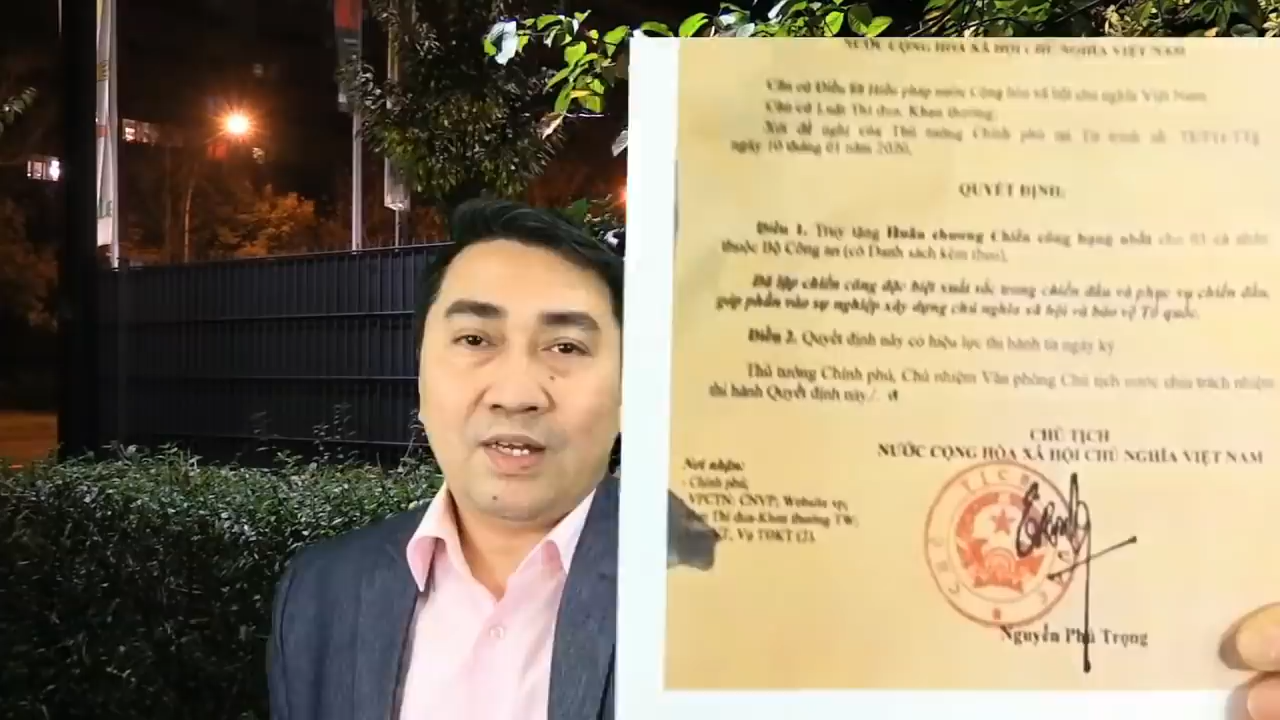 NƯỚC CỘNG HÒA XÃ HỘI CHỦ NGHĨA VIỆT NAM
Căn cứ Điều Hiến pháp nước Cộng hòa xã hội chủ nghĩa Việt Nam;
Căn cứ Luật Thi đua, Khen thưởng;
Xét đề nghị của Thủ tướng Chính phủ tại Tờ trình số
ngày 10 tháng 01 năm 2020,
QUYẾT ĐỊNH:
Điều 1. Truy tặng Huân chương Chiến công hạng nhất cho 03 cá nhân
thuộc Bộ Công an (có Danh sách kèm theo),
Đã lập chiến công đặc biệt xuất sắc trong chiến đấu và phục vụ chiến đấu,
góp phần vào sự nghiệp xây dựng chủ nghĩa xã hội và bảo vệ Tổ quốc.
Điều 2. Quyết định này có hiệu lực thi hành từ ngày ký
Thủ tướng Chính phủ, Chủ nhiệm Văn phòng Chủ tịch nước chịu trách nhiệm
thi hành Quyết định này./.
CHỦ TỊCH
NƯỚC CỘNG HÒA XÃ HỘI CHỦ NGHĨA VIỆT NAM
Nơi nhận:
- Chính phủ;
VPCTN: CNVP; Website vp;
Thi đua-Khen thưởng TW;
Vụ TĐKT (2).
Nguyễn Phú Trọng